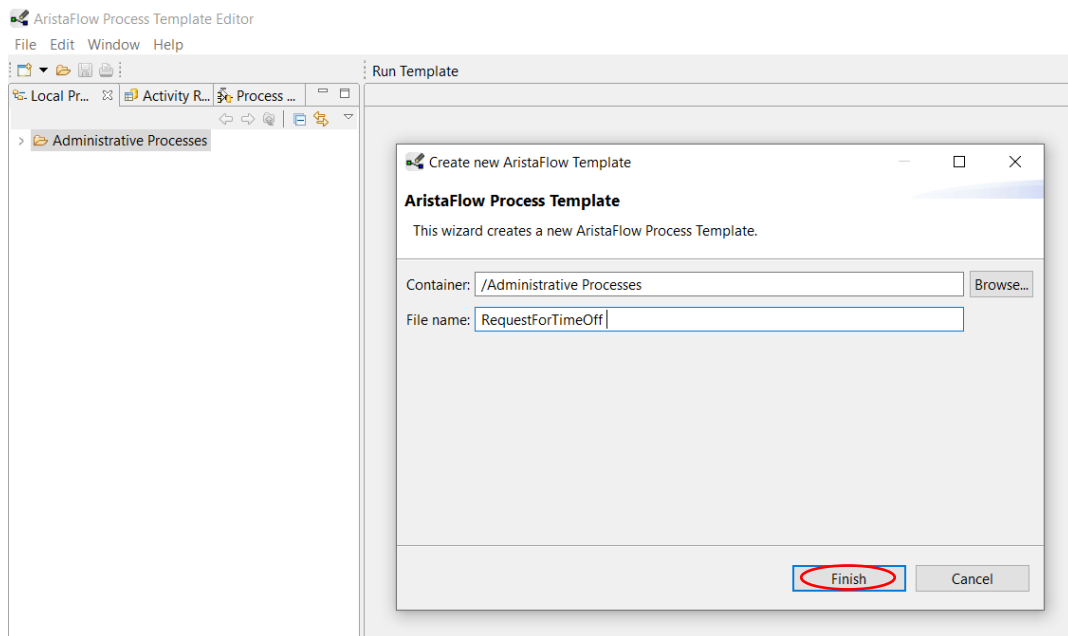 AristaFlow Process Template Editor
File Edit Window Help
Run Template
Local Pr... Activity R... Process ...
Administrative Processes
Create new AristaFlow Template
AristaFlow Process Template
This wizard creates a new AristaFlow Process Template.
Container: /Administrative Processes Browse...
File name: RequestForTimeOff
Finish Cancel